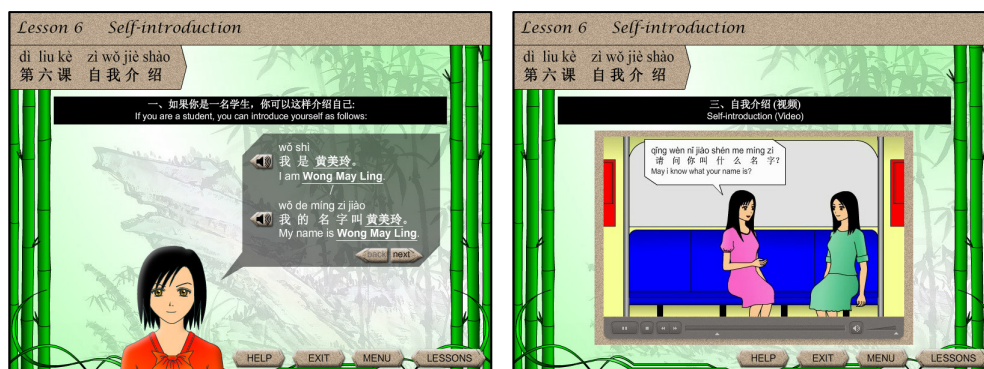 Lesson 6 Self-introduction
dì liu kè zì wǒ jiè shào
第六课 自我介绍
一、如果你是一名学生，你可以这样介绍自己:
If you are a student, you can introduce yourself as follows:
wǒ shì
我是黄美玲。
I am Wong May Ling.
/
wǒ de míng zì jiào
我的名字叫黄美玲。
My name is Wong May Ling.
back next
HELP EXIT MENU LESSONS
Lesson 6 Self-introduction
dì liu kè zì wǒ jiè shào
第六课 自我介绍
三、自我介绍 (视频)
Self-introduction (Video)
qǐng wèn nǐ jiào shén me míng zì
请问你叫什么名字?
May i know what your name is?
HELP EXIT MENU LESSONS